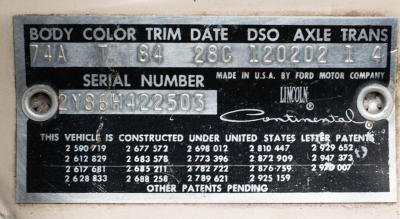 BODY COLOR TRIM DATE DSO AXLE TRANS
74A T 84 28C 120202 1 4
SERIAL NUMBER MADE IN U.S.A. BY FORD MOTOR COMPANY
2Y86H422503 LINCOLN
Continental
THIS VEHICLE IS CONSTRUCTED UNDER UNITED STATES LETTER PATENTS
2 590 719 2 677 572 2 698 012 2 810 447 2 929 652
2 612 829 2 683 578 2 773 396 2 872 909 2 947 373
2 617 681 2 685 211 2 782 722 2 876 759 2 970 007
2 628 833 2 688 258 2 789 621 2 925 159
OTHER PATENTS PENDING